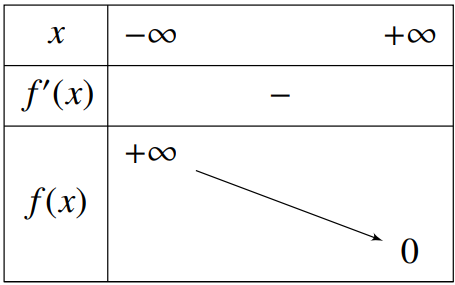 x −∞ +∞
f′(x) −
+∞
f(x)
0